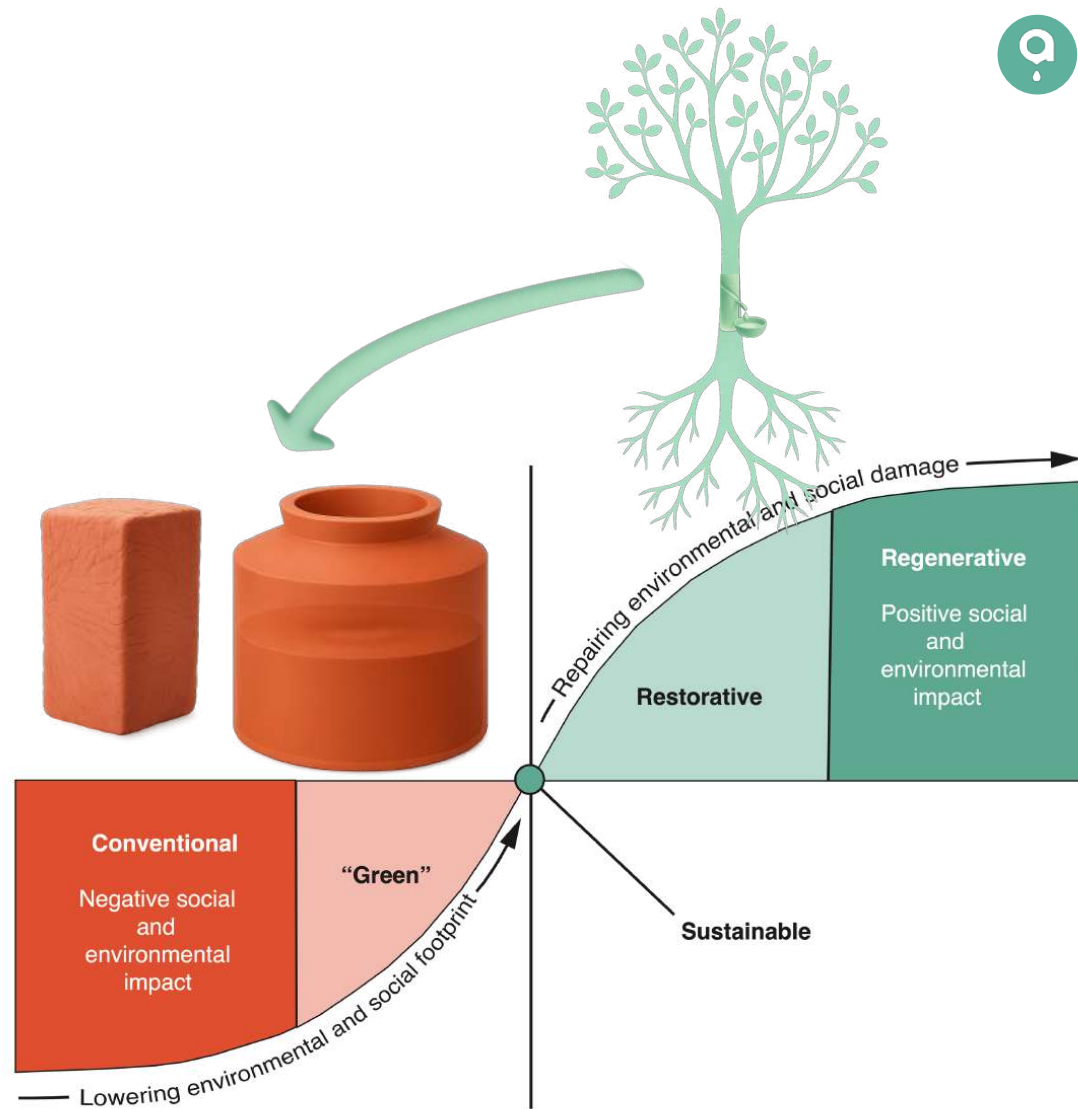 Repairing environmental and social damage
Regenerative
Positive social
and
environmental
impact
Restorative
Conventional
Negative social
and
environmental
impact
“Green”
Sustainable
Lowering environmental and social footprint